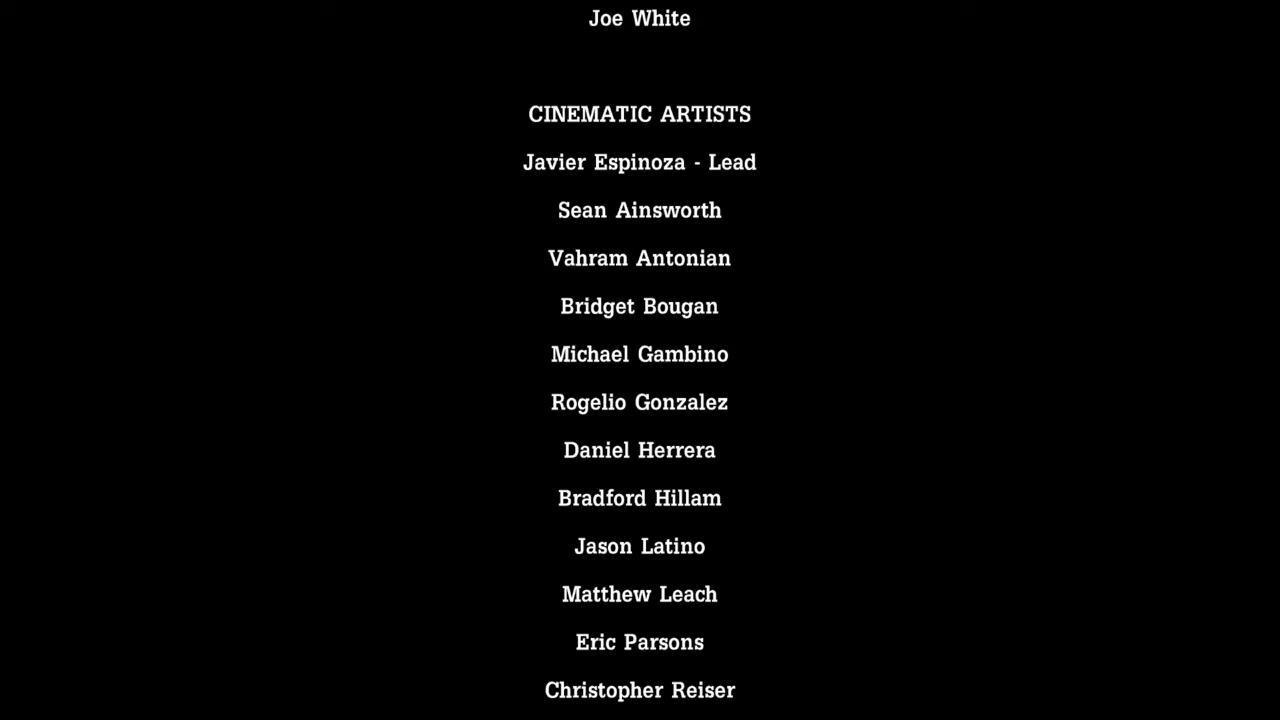 Joe White
CINEMATIC ARTISTS
Javier Espinoza - Lead
Sean Ainsworth
Vahram Antonian
Bridget Bougan
Michael Gambino
Rogelio Gonzalez
Daniel Herrera
Bradford Hillam
Jason Latino
Matthew Leach
Eric Parsons
Christopher Reiser